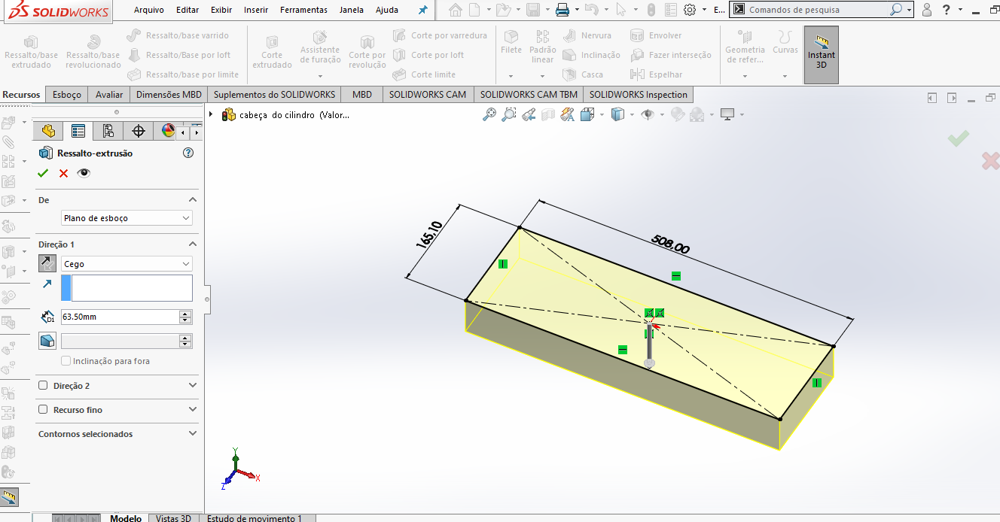 SOLIDWORKS
Arquivo Editar Exibir Inserir Ferramentas Janela Ajuda
E...
Comandos de pesquisa
?
Ressalto/base extrudado
Ressalto/base revolucionado
Ressalto/base varrido
Ressalto/Base por loft
Ressalto/base por limite
Corte extrudado
Assistente de furação
Corte por revolução
Corte por varredura
Corte por loft
Corte limite
Filete
Padrão linear
Nervura
Inclinação
Casca
Envolver
Fazer interseção
Espelhar
Geometria de refer...
Curvas
Instant 3D
Recursos Esboço Avaliar Dimensões MBD Suplementos do SOLIDWORKS MBD SOLIDWORKS CAM SOLIDWORKS CAM TBM SOLIDWORKS Inspection
cabeça do cilindro (Valor...
Ressalto-extrusão
?
De
Plano de esboço
Direção 1
Cego
D1
63.50mm
Inclinação para fora
Direção 2
Recurso fino
Contornos selecionados
165,10
508,00
Y
X
Z
Modelo Vistas 3D Estudo de movimento 1